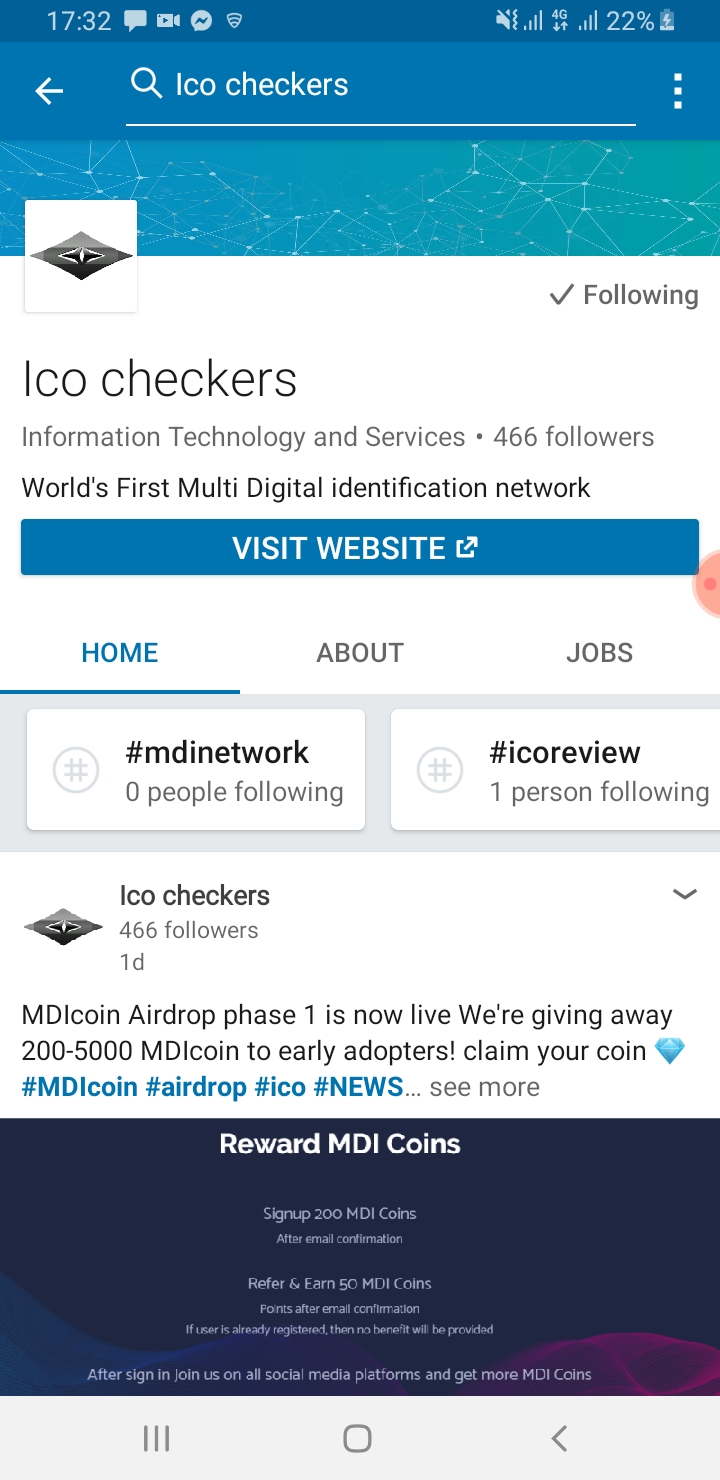 17:32 4G 22%
Ico checkers
✓ Following
Ico checkers
Information Technology and Services • 466 followers
World's First Multi Digital identification network
VISIT WEBSITE
HOME ABOUT JOBS
#mdinetwork
0 people following
#icoreview
1 person following
Ico checkers
466 followers
1d
MDIcoin Airdrop phase 1 is now live We're giving away
200-5000 MDIcoin to early adopters! claim your coin 💎
#MDIcoin #airdrop #ico #NEWS... see more
Reward MDI Coins
Signup 200 MDI Coins
After email confirmation
Refer & Earn 50 MDI Coins
Points after email confirmation
If user is already registered, then no benefit will be provided
After sign in Join us on all social media platforms and get more MDI Coins